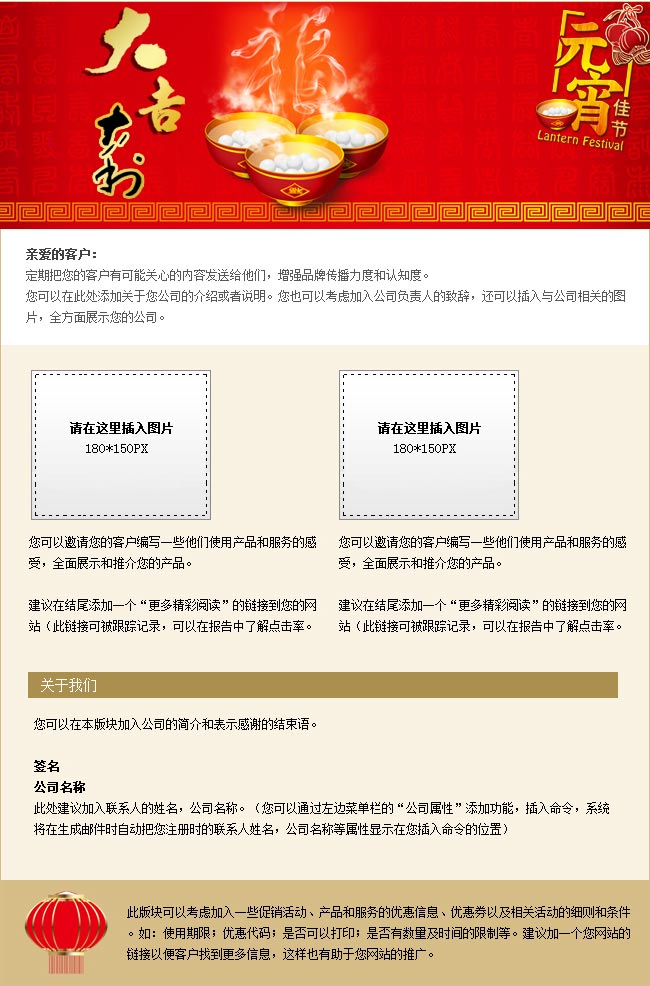 大吉
大利
福
元宵
佳节
Lantern Festival
亲爱的客户：
定期把您的客户有可能关心的内容发送给他们，增强品牌传播力度和认知度。
您可以在此处添加关于您公司的介绍或者说明。您也可以考虑加入公司负责人的致辞，还可以插入与公司相关的图
片，全方面展示您的公司。
请在这里插入图片
180*150PX
请在这里插入图片
180*150PX
您可以邀请您的客户编写一些他们使用产品和服务的感
受，全面展示和推介您的产品。
建议在结尾添加一个“更多精彩阅读”的链接到您的网
站（此链接可被跟踪记录，可以在报告中了解点击率。
您可以邀请您的客户编写一些他们使用产品和服务的感
受，全面展示和推介您的产品。
建议在结尾添加一个“更多精彩阅读”的链接到您的网
站（此链接可被跟踪记录，可以在报告中了解点击率。
关于我们
您可以在本版块加入公司的简介和表示感谢的结束语。
签名
公司名称
此处建议加入联系人的姓名，公司名称。（您可以通过左边菜单栏的“公司属性”添加功能，插入命令，系统
将在生成邮件时自动把您注册时的联系人姓名，公司名称等属性显示在您插入命令的位置）
此版块可以考虑加入一些促销活动、产品和服务的优惠信息、优惠券以及相关活动的细则和条件
。如：使用期限；优惠代码；是否可以打印；是否有数量及时间的限制等。建议加一个您网站的
链接以便客户找到更多信息，这样也有助于您网站的推广。